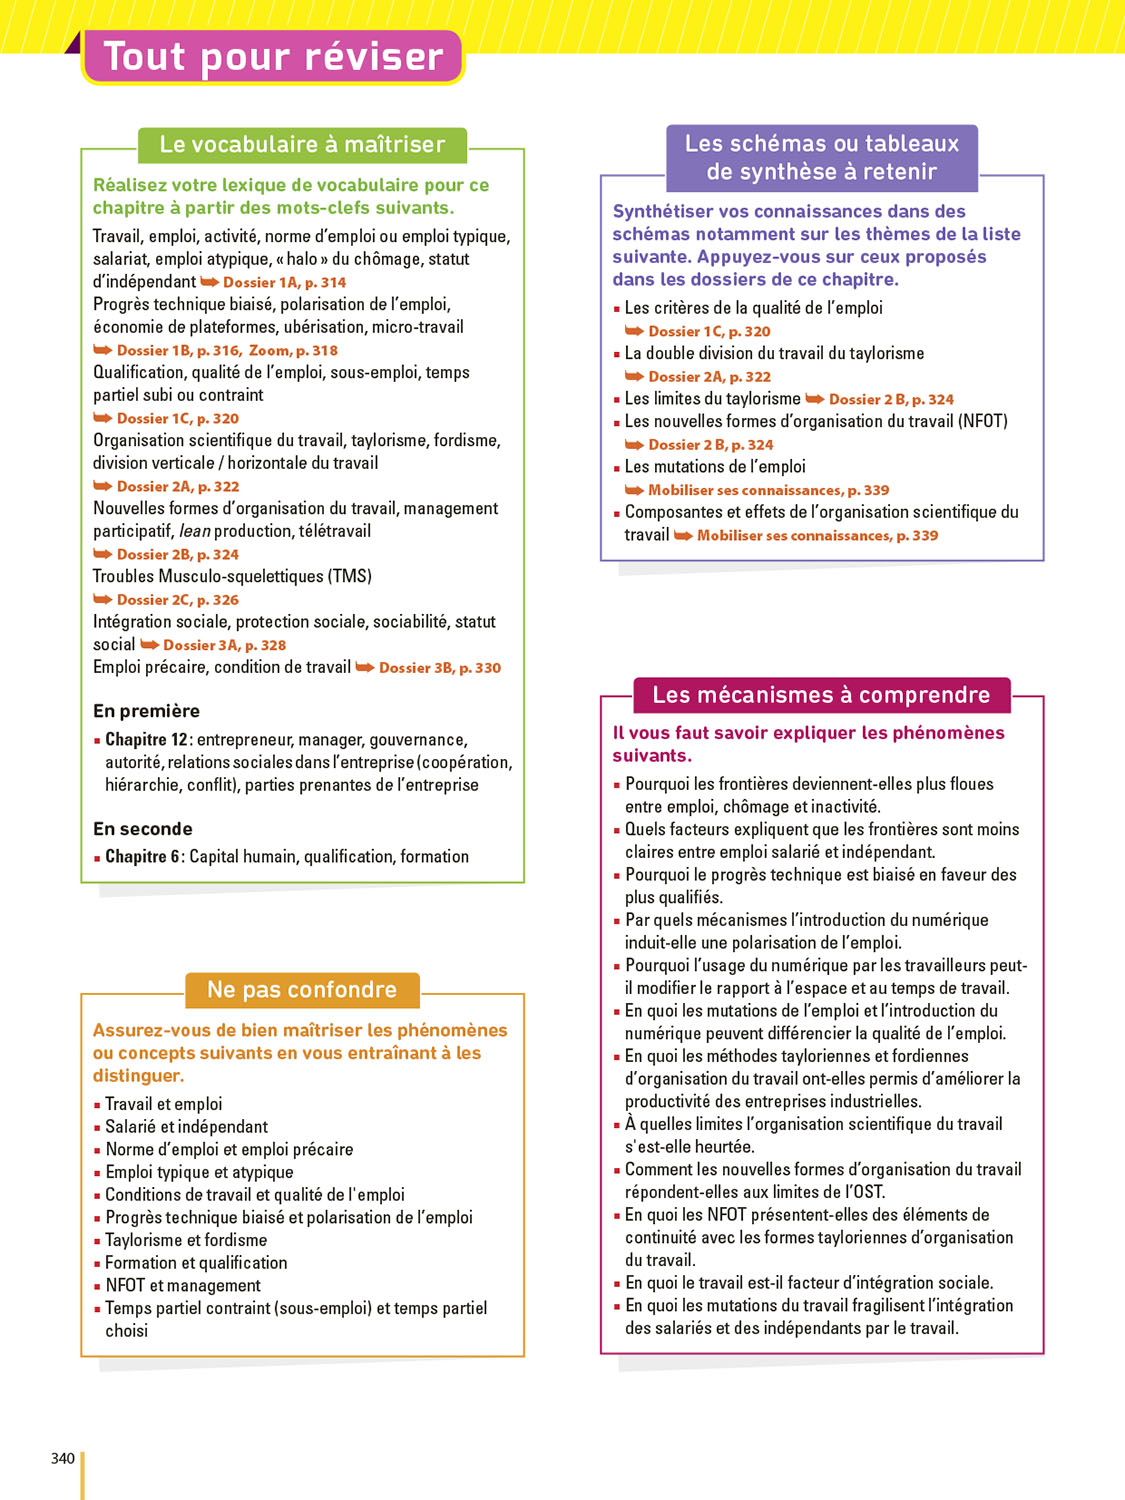 Tout pour réviser
Le vocabulaire à maîtriser
Réalisez votre lexique de vocabulaire pour ce
chapitre à partir des mots-clefs suivants.
Travail, emploi, activité, norme d’emploi ou emploi typique,
salariat, emploi atypique, « halo » du chômage, statut
d’indépendant ➥ Dossier 1A, p. 314
Progrès technique biaisé, polarisation de l’emploi,
économie de plateformes, ubérisation, micro-travail
➥ Dossier 1B, p. 316, Zoom, p. 318
Qualification, qualité de l’emploi, sous-emploi, temps
partiel subi ou contraint
➥ Dossier 1C, p. 320
Organisation scientifique du travail, taylorisme, fordisme,
division verticale / horizontale du travail
➥ Dossier 2A, p. 322
Nouvelles formes d’organisation du travail, management
participatif, lean production, télétravail
➥ Dossier 2B, p. 324
Troubles Musculo-squelettiques (TMS)
➥ Dossier 2C, p. 326
Intégration sociale, protection sociale, sociabilité, statut
social ➥ Dossier 3A, p. 328
Emploi précaire, condition de travail ➥ Dossier 3B, p. 330
En première
▪ Chapitre 12 : entrepreneur, manager, gouvernance,
autorité, relations sociales dans l’entreprise (coopération,
hiérarchie, conflit), parties prenantes de l’entreprise
En seconde
▪ Chapitre 6 : Capital humain, qualification, formation
Ne pas confondre
Assurez-vous de bien maîtriser les phénomènes
ou concepts suivants en vous entraînant à les
distinguer.
▪ Travail et emploi
▪ Salarié et indépendant
▪ Norme d’emploi et emploi précaire
▪ Emploi typique et atypique
▪ Conditions de travail et qualité de l'emploi
▪ Progrès technique biaisé et polarisation de l’emploi
▪ Taylorisme et fordisme
▪ Formation et qualification
▪ NFOT et management
▪ Temps partiel contraint (sous-emploi) et temps partiel
choisi
Les schémas ou tableaux
de synthèse à retenir
Synthétiser vos connaissances dans des
schémas notamment sur les thèmes de la liste
suivante. Appuyez-vous sur ceux proposés
dans les dossiers de ce chapitre.
▪ Les critères de la qualité de l’emploi
➥ Dossier 1C, p. 320
▪ La double division du travail du taylorisme
➥ Dossier 2A, p. 322
▪ Les limites du taylorisme ➥ Dossier 2 B, p. 324
▪ Les nouvelles formes d’organisation du travail (NFOT)
➥ Dossier 2 B, p. 324
▪ Les mutations de l’emploi
➥ Mobiliser ses connaissances, p. 339
▪ Composantes et effets de l’organisation scientifique du
travail ➥ Mobiliser ses connaissances, p. 339
Les mécanismes à comprendre
Il vous faut savoir expliquer les phénomènes
suivants.
▪ Pourquoi les frontières deviennent-elles plus floues
entre emploi, chômage et inactivité.
▪ Quels facteurs expliquent que les frontières sont moins
claires entre emploi salarié et indépendant.
▪ Pourquoi le progrès technique est biaisé en faveur des
plus qualifiés.
▪ Par quels mécanismes l’introduction du numérique
induit-elle une polarisation de l’emploi.
▪ Pourquoi l’usage du numérique par les travailleurs peut-
il modifier le rapport à l’espace et au temps de travail.
▪ En quoi les mutations de l’emploi et l’introduction du
numérique peuvent différencier la qualité de l’emploi.
▪ En quoi les méthodes tayloriennes et fordiennes
d’organisation du travail ont-elles permis d’améliorer la
productivité des entreprises industrielles.
▪ À quelles limites l’organisation scientifique du travail
s'est-elle heurtée.
▪ Comment les nouvelles formes d’organisation du travail
répondent-elles aux limites de l’OST.
▪ En quoi les NFOT présentent-elles des éléments de
continuité avec les formes tayloriennes d’organisation
du travail.
▪ En quoi le travail est-il facteur d’intégration sociale.
▪ En quoi les mutations du travail fragilisent l’intégration
des salariés et des indépendants par le travail.
340